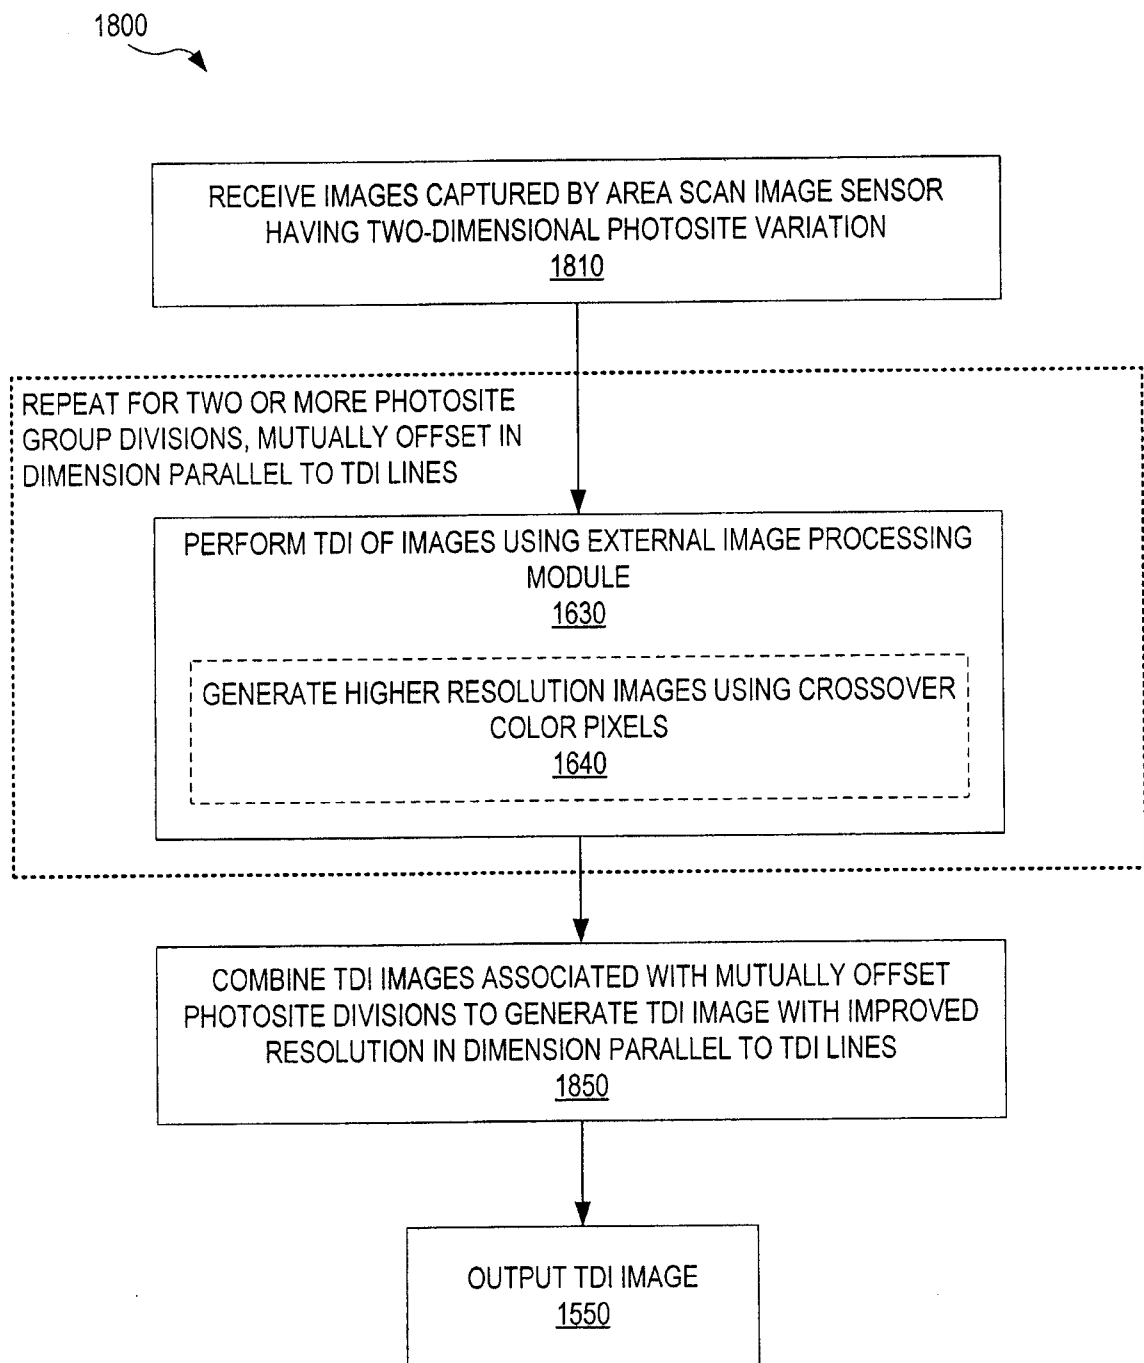 1800
RECEIVE IMAGES CAPTURED BY AREA SCAN IMAGE SENSOR
HAVING TWO-DIMENSIONAL PHOTOSITE VARIATION
1810
REPEAT FOR TWO OR MORE PHOTOSITE
GROUP DIVISIONS, MUTUALLY OFFSET IN
DIMENSION PARALLEL TO TDI LINES
PERFORM TDI OF IMAGES USING EXTERNAL IMAGE PROCESSING
MODULE
1630
GENERATE HIGHER RESOLUTION IMAGES USING CROSSOVER
COLOR PIXELS
1640
COMBINE TDI IMAGES ASSOCIATED WITH MUTUALLY OFFSET
PHOTOSITE DIVISIONS TO GENERATE TDI IMAGE WITH IMPROVED
RESOLUTION IN DIMENSION PARALLEL TO TDI LINES
1850
OUTPUT TDI IMAGE
1550